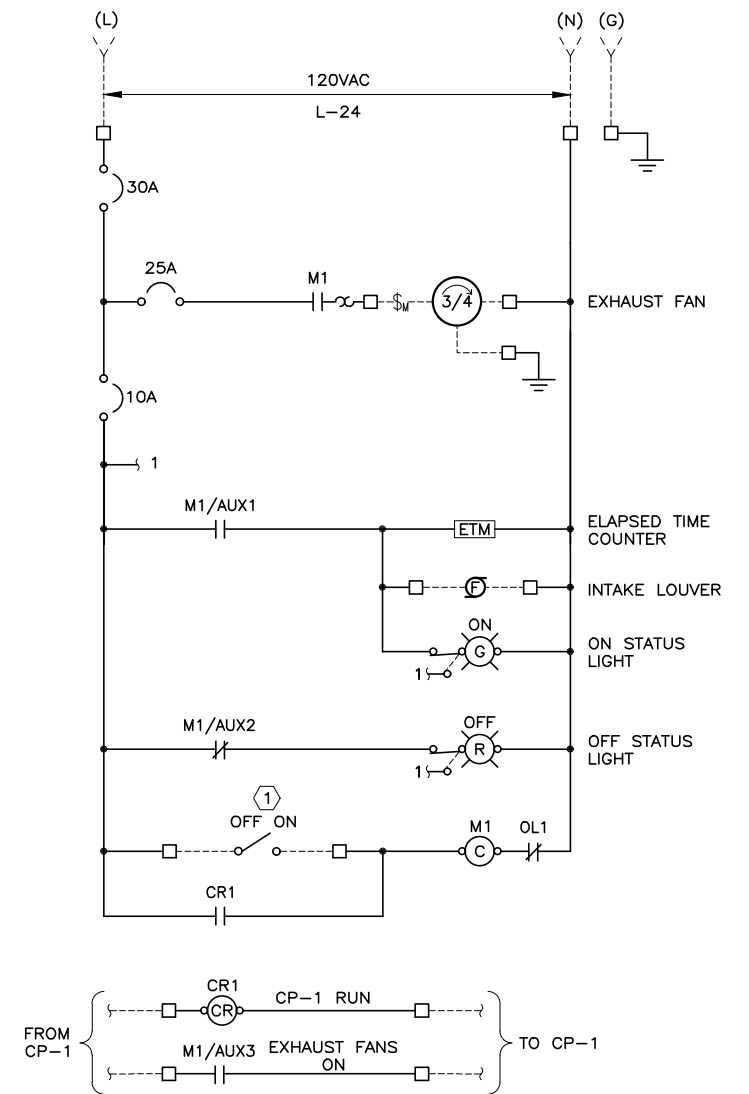 (L)
(N) (G)
120VAC
L-24
30A
25A
M1
$M
3/4
EXHAUST FAN
10A
1
M1/AUX1
ETM
ELAPSED TIME
COUNTER
F
INTAKE LOUVER
ON
G
1
ON STATUS
LIGHT
M1/AUX2
OFF
R
1
OFF STATUS
LIGHT
1
OFF ON
M1
C
OL1
CR1
CR1
CR
CP-1 RUN
FROM
CP-1
TO CP-1
M1/AUX3
EXHAUST FANS
ON